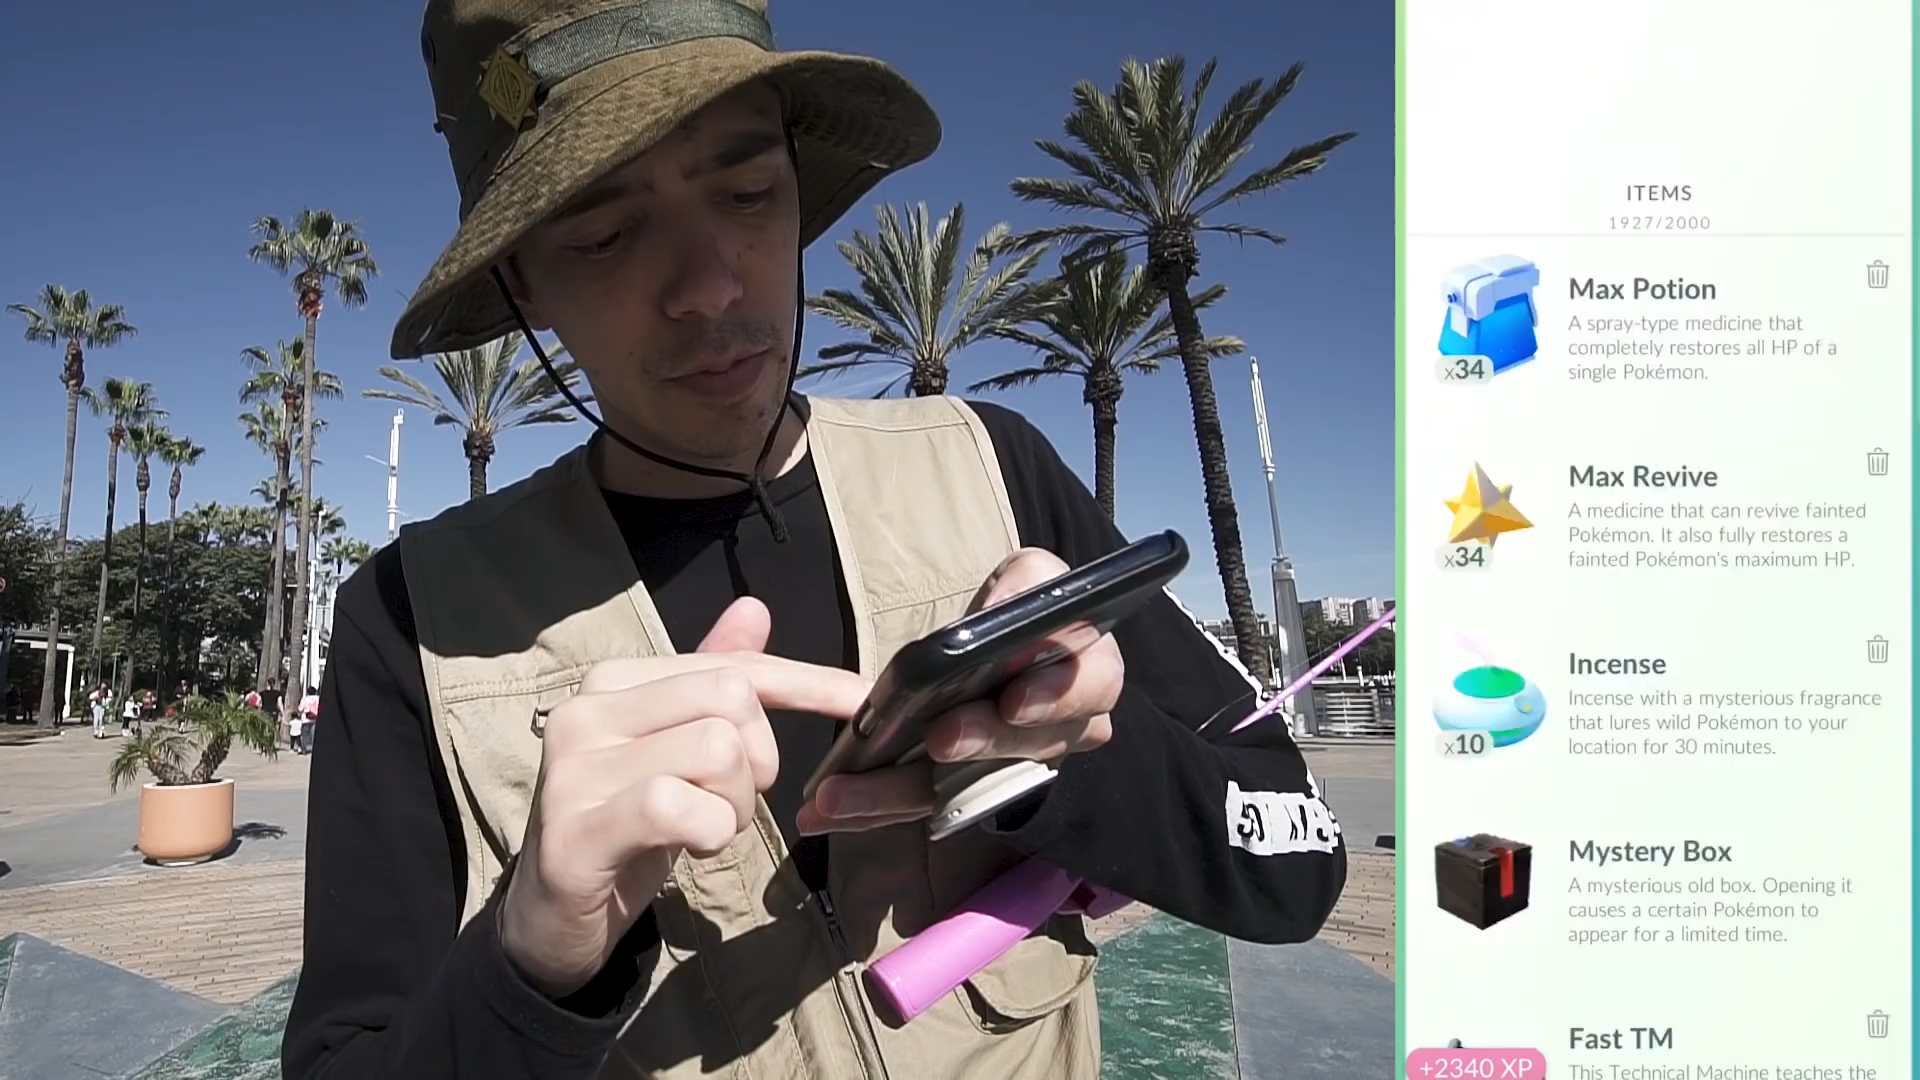 ITEMS
1927/2000
Max Potion
A spray-type medicine that
completely restores all HP of a
single Pokémon.
x34
Max Revive
A medicine that can revive fainted
Pokémon. It also fully restores a
fainted Pokémon's maximum HP.
x34
Incense
Incense with a mysterious fragrance
that lures wild Pokémon to your
location for 30 minutes.
x10
Mystery Box
A mysterious old box. Opening it
causes a certain Pokémon to
appear for a limited time.
Fast TM
This Technical Machine teaches the
+2340 XP